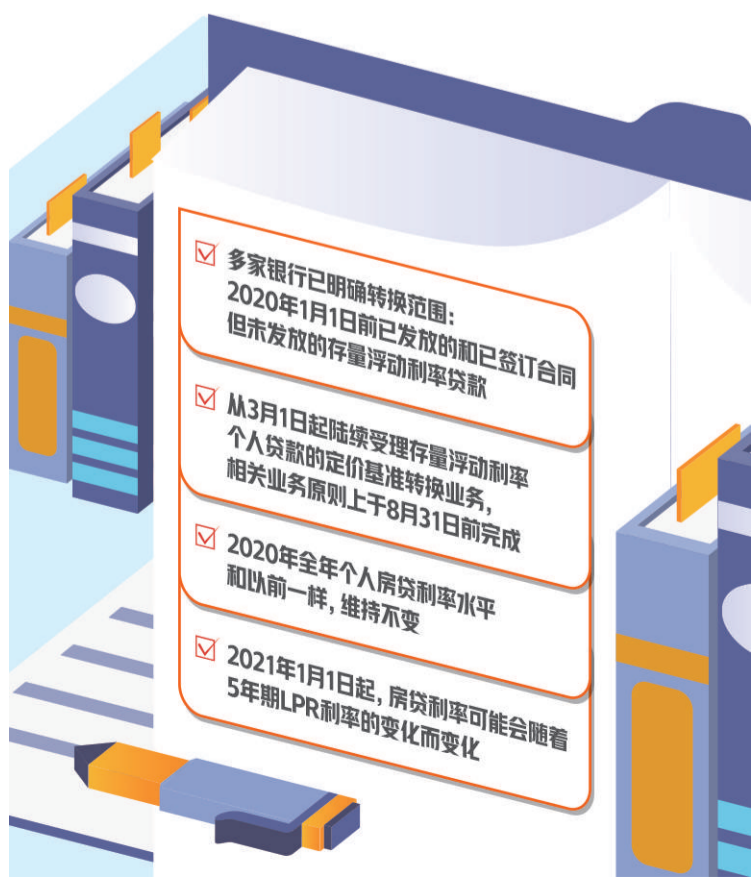 多家银行已明确转换范围：
2020年1月1日前已发放的和已签订合同
但未发放的存量浮动利率贷款
从3月1日起陆续受理存量浮动利率
个人贷款的定价基准转换业务，
相关业务原则上于8月31日前完成
2020年全年个人房贷利率水平
和以前一样，维持不变
2021年1月1日起，房贷利率可能会随着
5年期LPR利率的变化而变化